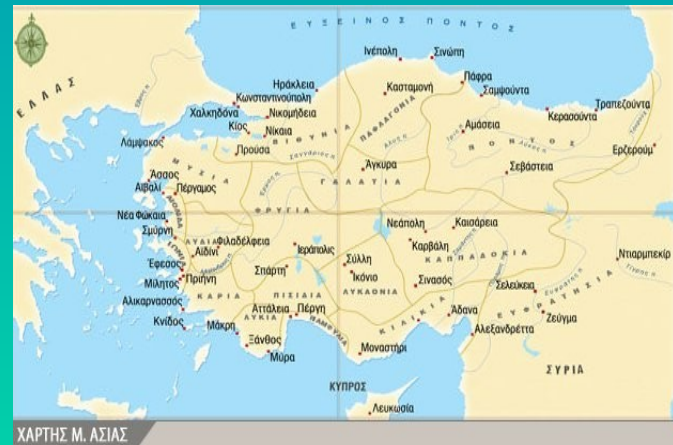 ΕΥΞΕΙΝΟΣ ΠΟΝΤΟΣ
ΕΛΛΑΣ
Ινέπολη
Σινώπη
Ηράκλεια
Κασταμονή
Πάφρα
Σαμψούντα
Κωνσταντινούπολη
Χαλκηδόνα
Νικομήδεια
Κερασούντα
Τραπεζούντα
ΠΑΦΛΑΓΟΝΙΑ
Κίος
Νίκαια
ΒΙΘΥΝΙΑ
Αμάσεια
ΠΟΝΤΟΣ
Λάμψακος
Προύσα
Ερζερούμ
Άσσος
ΜΥΣΙΑ
Άγκυρα
Σεβάστεια
Αϊβαλί
Πέργαμος
ΓΑΛΑΤΙΑ
ΑΙΟΛΙΔΑ
ΦΡΥΓΙΑ
Νέα Φώκαια
Σμύρνη
Νεάπολη
Καισάρεια
ΛΥΔΙΑ
Φιλαδέλφεια
Ιεράπολις
Καρβάλη
ΙΩΝΙΑ
Αϊδίνι
Ντιαρμπεκίρ
Έφεσος
Σύλλη
ΚΑΠΠΑΔΟΚΙΑ
Πριήνη
Σπάρτη
Ικόνιο
Μίλητος
Σινασός
Σελεύκεια
ΚΑΡΙΑ
ΠΙΣΙΔΙΑ
ΛΥΚΑΟΝΙΑ
ΕΥΦΡΑΤΗΣΙΑ
Αλικαρνασσός
Αττάλεια
Πέργη
ΚΙΛΙΚΙΑ
Άδανα
Ζεύγμα
Κνίδος
Μάκρη
ΛΥΚΙΑ
ΠΑΜΦΥΛΙΑ
Αλεξανδρέττα
Ξάνθος
Μύρα
Μοναστήρι
ΣΥΡΙΑ
ΚΥΠΡΟΣ
Λευκωσία
ΧΑΡΤΗΣ Μ. ΑΣΙΑΣ